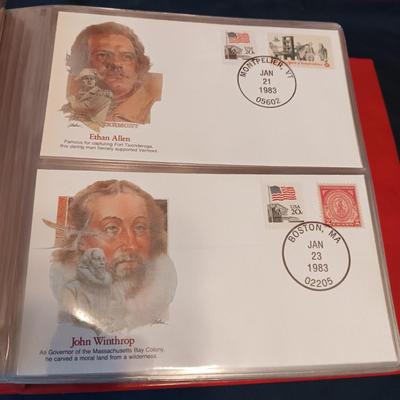 USA
20c
MONTPELIER, VT
JAN
21
1983
05602
VERMONT
Ethan Allen
Famous for capturing Fort Ticonderoga,
this daring man fiercely supported Vermont.
USA
20c
BOSTON, MA
JAN
23
1983
02205
John Winthrop
As Governor of the Massachusetts Bay Colony,
he carved a moral land from a wilderness.